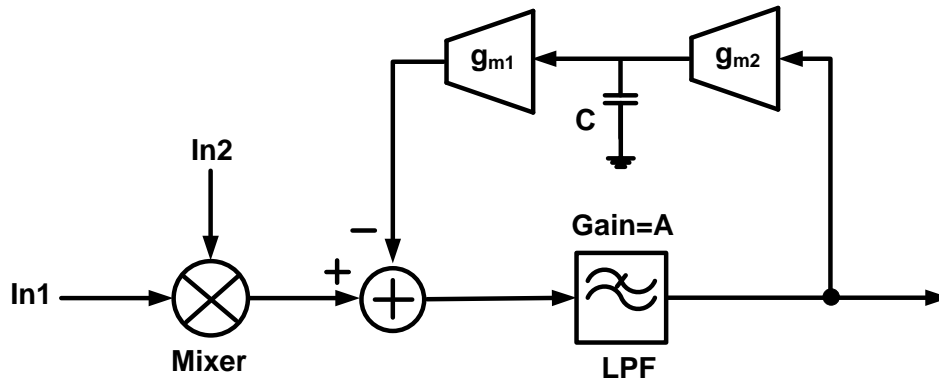 gm1
gm2
C
In2
−
Gain=A
+
In1
+
Mixer
LPF